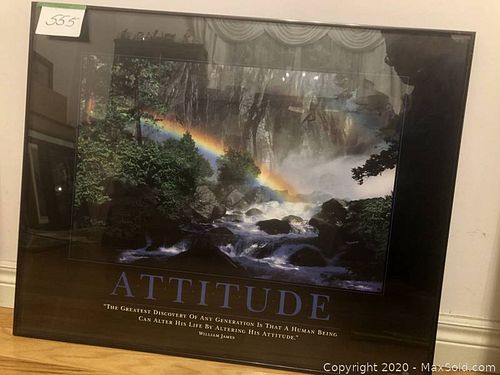 555
ATTITUDE
"THE GREATEST DISCOVERY OF ANY GENERATION IS THAT A HUMAN BEING
CAN ALTER HIS LIFE BY ALTERING HIS ATTITUDE."
WILLIAM JAMES
Copyright © 2020 - MaxSold.com